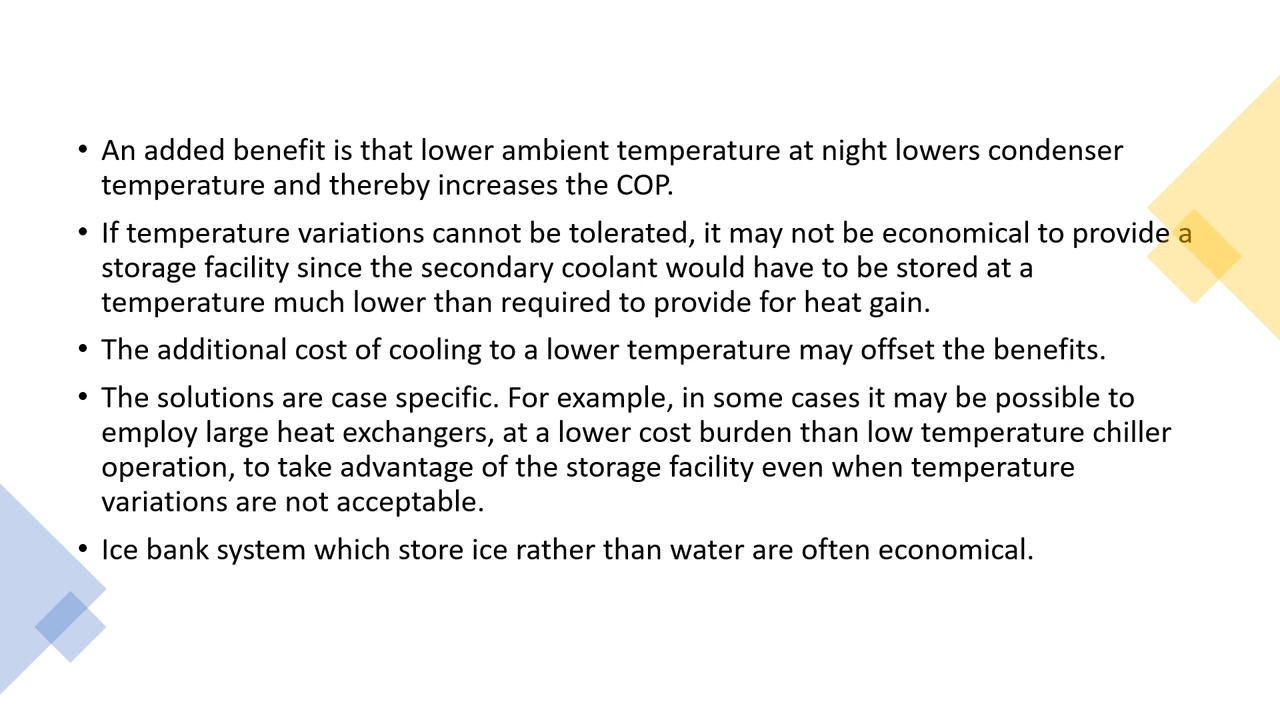 • An added benefit is that lower ambient temperature at night lowers condenser
temperature and thereby increases the COP.
• If temperature variations cannot be tolerated, it may not be economical to provide a
storage facility since the secondary coolant would have to be stored at a
temperature much lower than required to provide for heat gain.
• The additional cost of cooling to a lower temperature may offset the benefits.
• The solutions are case specific. For example, in some cases it may be possible to
employ large heat exchangers, at a lower cost burden than low temperature chiller
operation, to take advantage of the storage facility even when temperature
variations are not acceptable.
• Ice bank system which store ice rather than water are often economical.